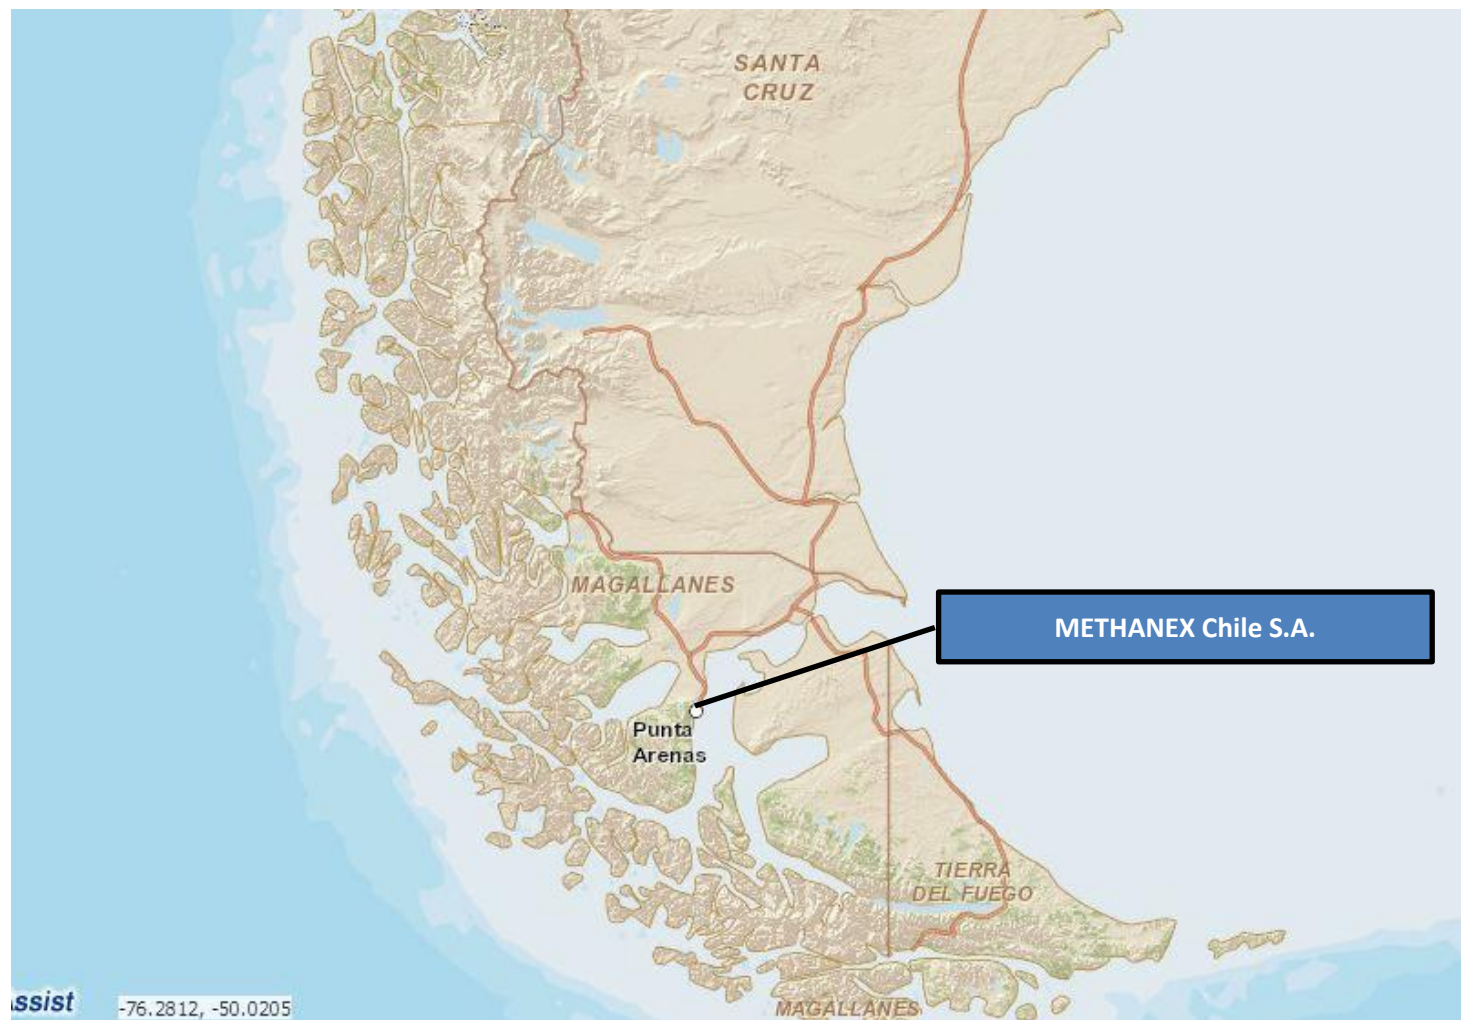 SANTA
CRUZ
MAGALLANES
METHANEX Chile S.A.
Punta
Arenas
TIERRA
DEL FUEGO
MAGALLANES
ssist
-76.2812, -50.0205